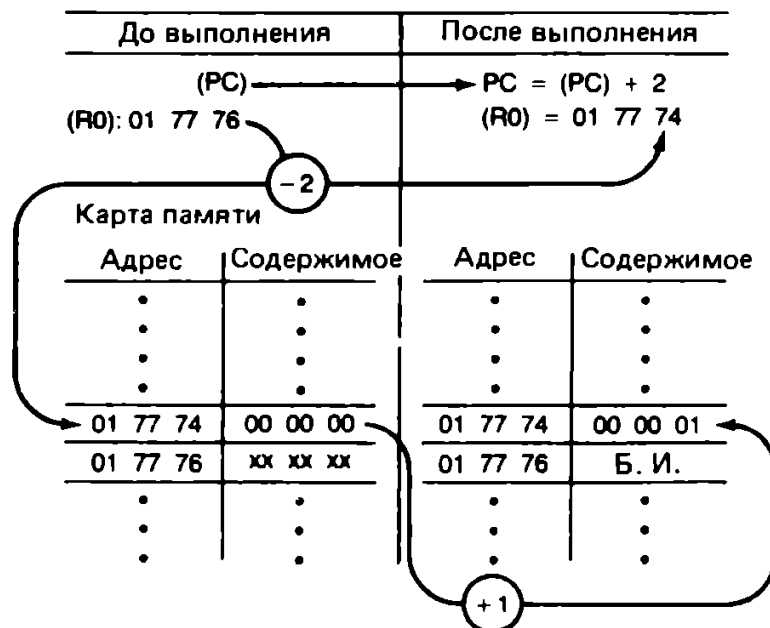 До выполнения После выполнения
(PC) PC = (PC) + 2
(R0): 01 77 76 (R0) = 01 77 74
– 2
Карта памяти
Адрес Содержимое Адрес Содержимое
01 77 74 00 00 00 01 77 74 00 00 01
01 77 76 xx xx xx 01 77 76 Б. И.
+ 1